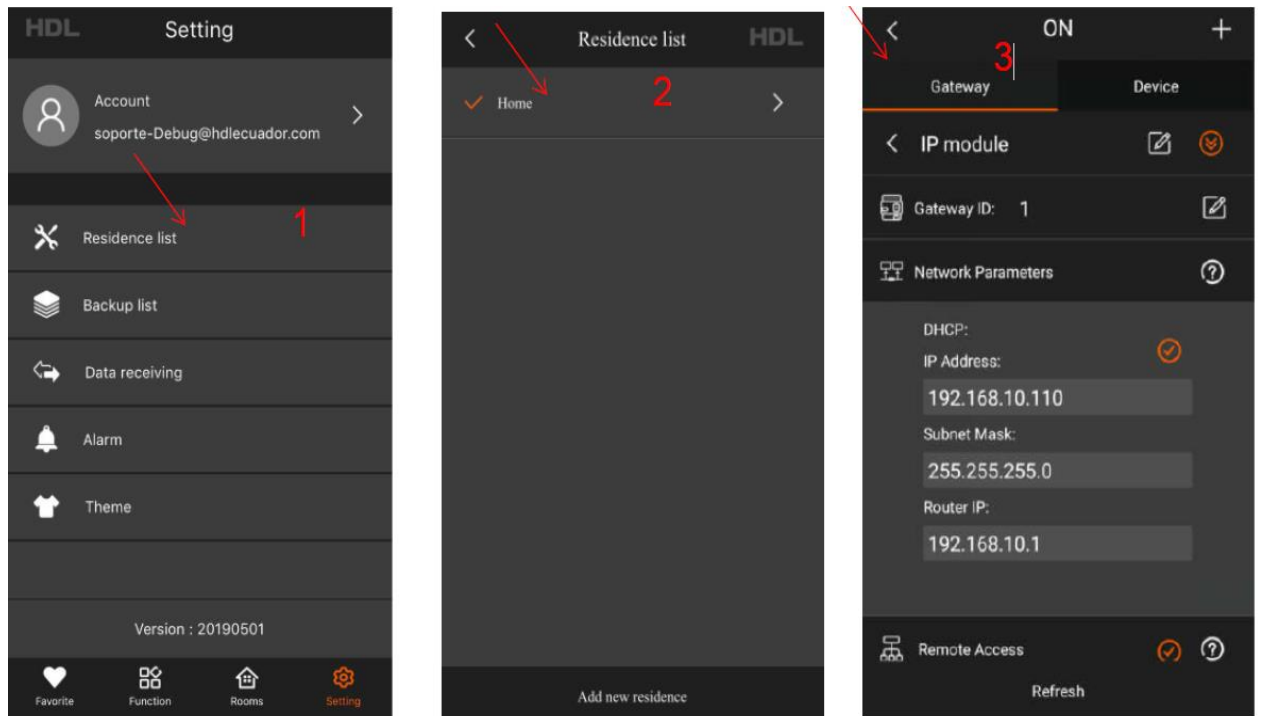 HDL Setting
Account
soporte-Debug@hdlecuador.com
1
Residence list
Backup list
Data receiving
Alarm
Theme
Version : 20190501
Favorite Function Rooms Setting
Residence list HDL
2
Home
Add new residence
ON
3
Gateway Device
IP module
Gateway ID: 1
Network Parameters
DHCP:
IP Address:
192.168.10.110
Subnet Mask:
255.255.255.0
Router IP:
192.168.10.1
Remote Access
Refresh